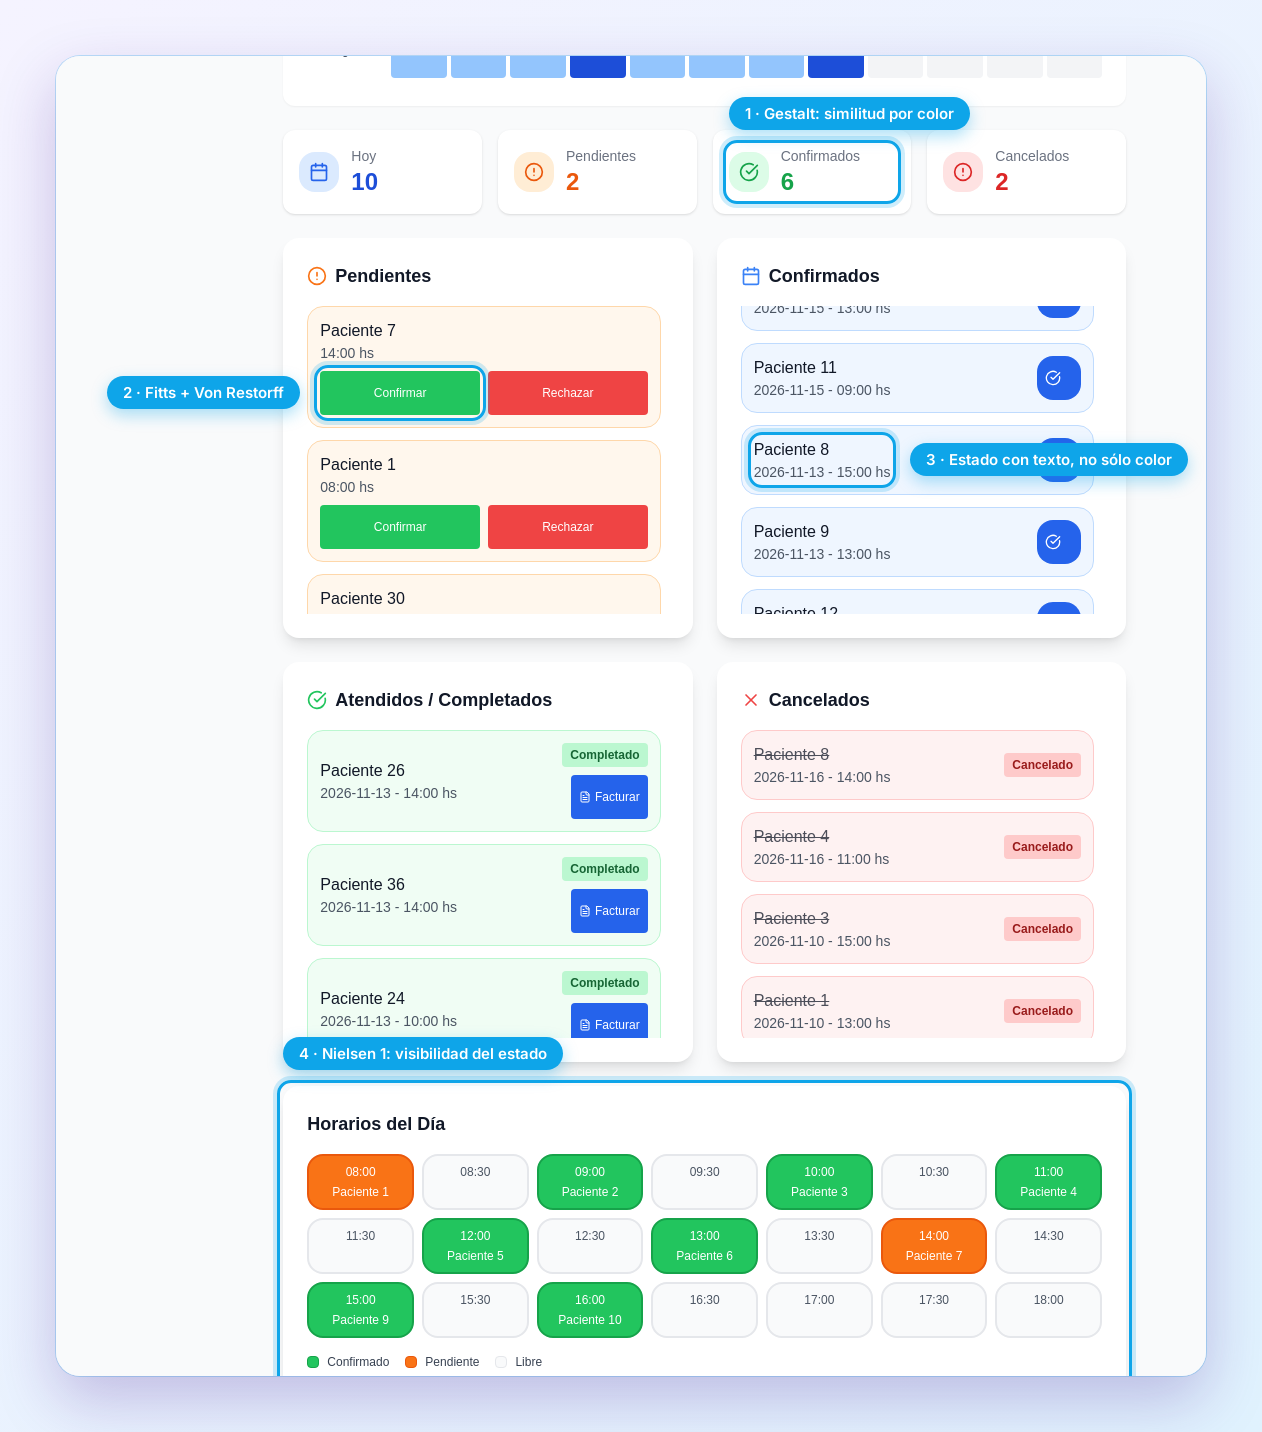 1 · Gestalt: similitud por color
Hoy
10
Pendientes
2
Confirmados
6
Cancelados
2
Pendientes
Paciente 7
14:00 hs
Confirmar
Rechazar
2 · Fitts + Von Restorff
Paciente 1
08:00 hs
Confirmar
Rechazar
Paciente 30
Confirmados
2026-11-15 - 13:00 hs
Paciente 11
2026-11-15 - 09:00 hs
Paciente 8
2026-11-13 - 15:00 hs
3 · Estado con texto, no sólo color
Paciente 9
2026-11-13 - 13:00 hs
Paciente 12
Atendidos / Completados
Paciente 26
2026-11-13 - 14:00 hs
Completado
Facturar
Paciente 36
2026-11-13 - 14:00 hs
Completado
Facturar
Paciente 24
2026-11-13 - 10:00 hs
Completado
Facturar
Cancelados
Paciente 8
2026-11-16 - 14:00 hs
Cancelado
Paciente 4
2026-11-16 - 11:00 hs
Cancelado
Paciente 3
2026-11-10 - 15:00 hs
Cancelado
Paciente 1
2026-11-10 - 13:00 hs
Cancelado
4 · Nielsen 1: visibilidad del estado
Horarios del Día
08:00
Paciente 1
08:30
09:00
Paciente 2
09:30
10:00
Paciente 3
10:30
11:00
Paciente 4
11:30
12:00
Paciente 5
12:30
13:00
Paciente 6
13:30
14:00
Paciente 7
14:30
15:00
Paciente 9
15:30
16:00
Paciente 10
16:30
17:00
17:30
18:00
Confirmado
Pendiente
Libre